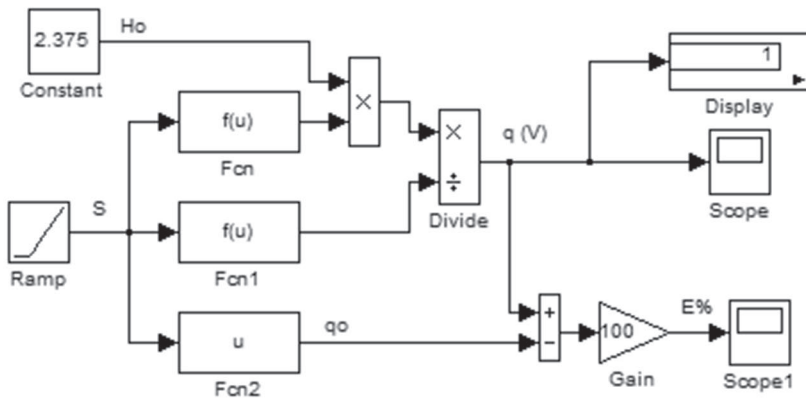 2.375
Ho
Constant
f(u)
Fcn
×
×
÷
Divide
q (V)
1
Display
Scope
S
Ramp
f(u)
Fcn1
u
qo
Fcn2
+
−
100
Gain
E%
Scope1